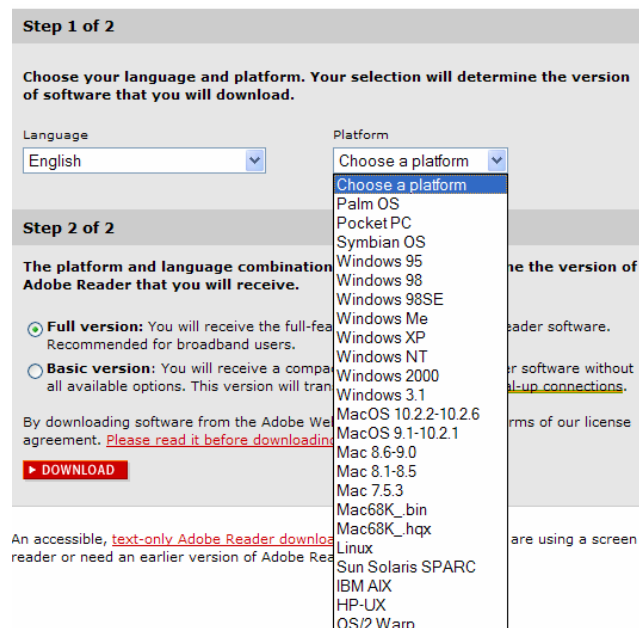 Step 1 of 2
Choose your language and platform. Your selection will determine the version
of software that you will download.
Language
English
Platform
Choose a platform
Choose a platform
Palm OS
Pocket PC
Symbian OS
Windows 95
Windows 98
Windows 98SE
Windows Me
Windows XP
Windows NT
Windows 2000
Windows 3.1
MacOS 10.2.2-10.2.6
MacOS 9.1-10.2.1
Mac 8.6-9.0
Mac 8.1-8.5
Mac 7.5.3
Mac68K_.bin
Mac68K_.hqx
Linux
Sun Solaris SPARC
IBM AIX
HP-UX
OS/2 Warp
Step 2 of 2
The platform and language combination ne the version of
Adobe Reader that you will receive.
Full version: You will receive the full-fea eader software.
Recommended for broadband users.
Basic version: You will receive a compac er software without
all available options. This version will tran al-up connections.
By downloading software from the Adobe Wel rms of our license
agreement. Please read it before downloading
DOWNLOAD
An accessible, text-only Adobe Reader downloa are using a screen
reader or need an earlier version of Adobe Rea